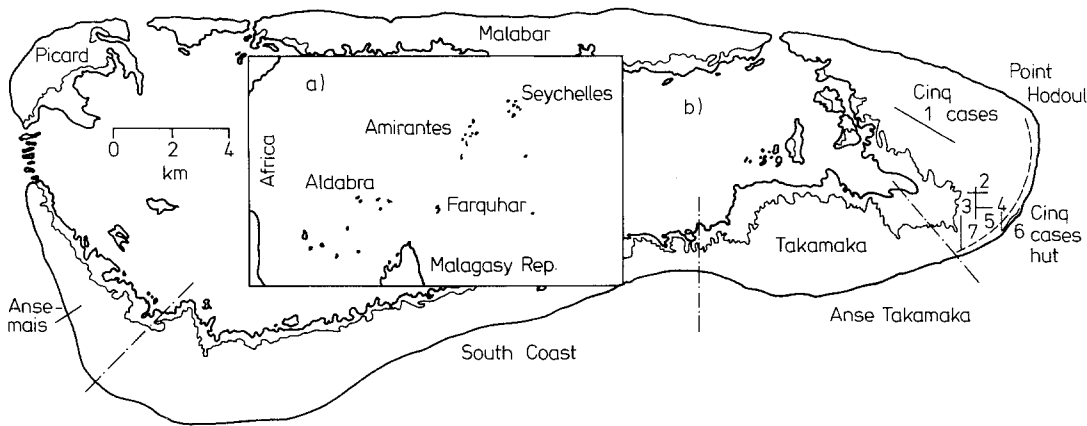 Picard
Malabar
0 2 4
km
a)
Seychelles
Amirantes
Africa
Aldabra
Farquhar
Malagasy Rep.
b)
Point
Hodoul
Cinq
1 cases
2
3 4
5
7 6
Cinq
cases
hut
Takamaka
Anse Takamaka
Anse-
mais
South Coast